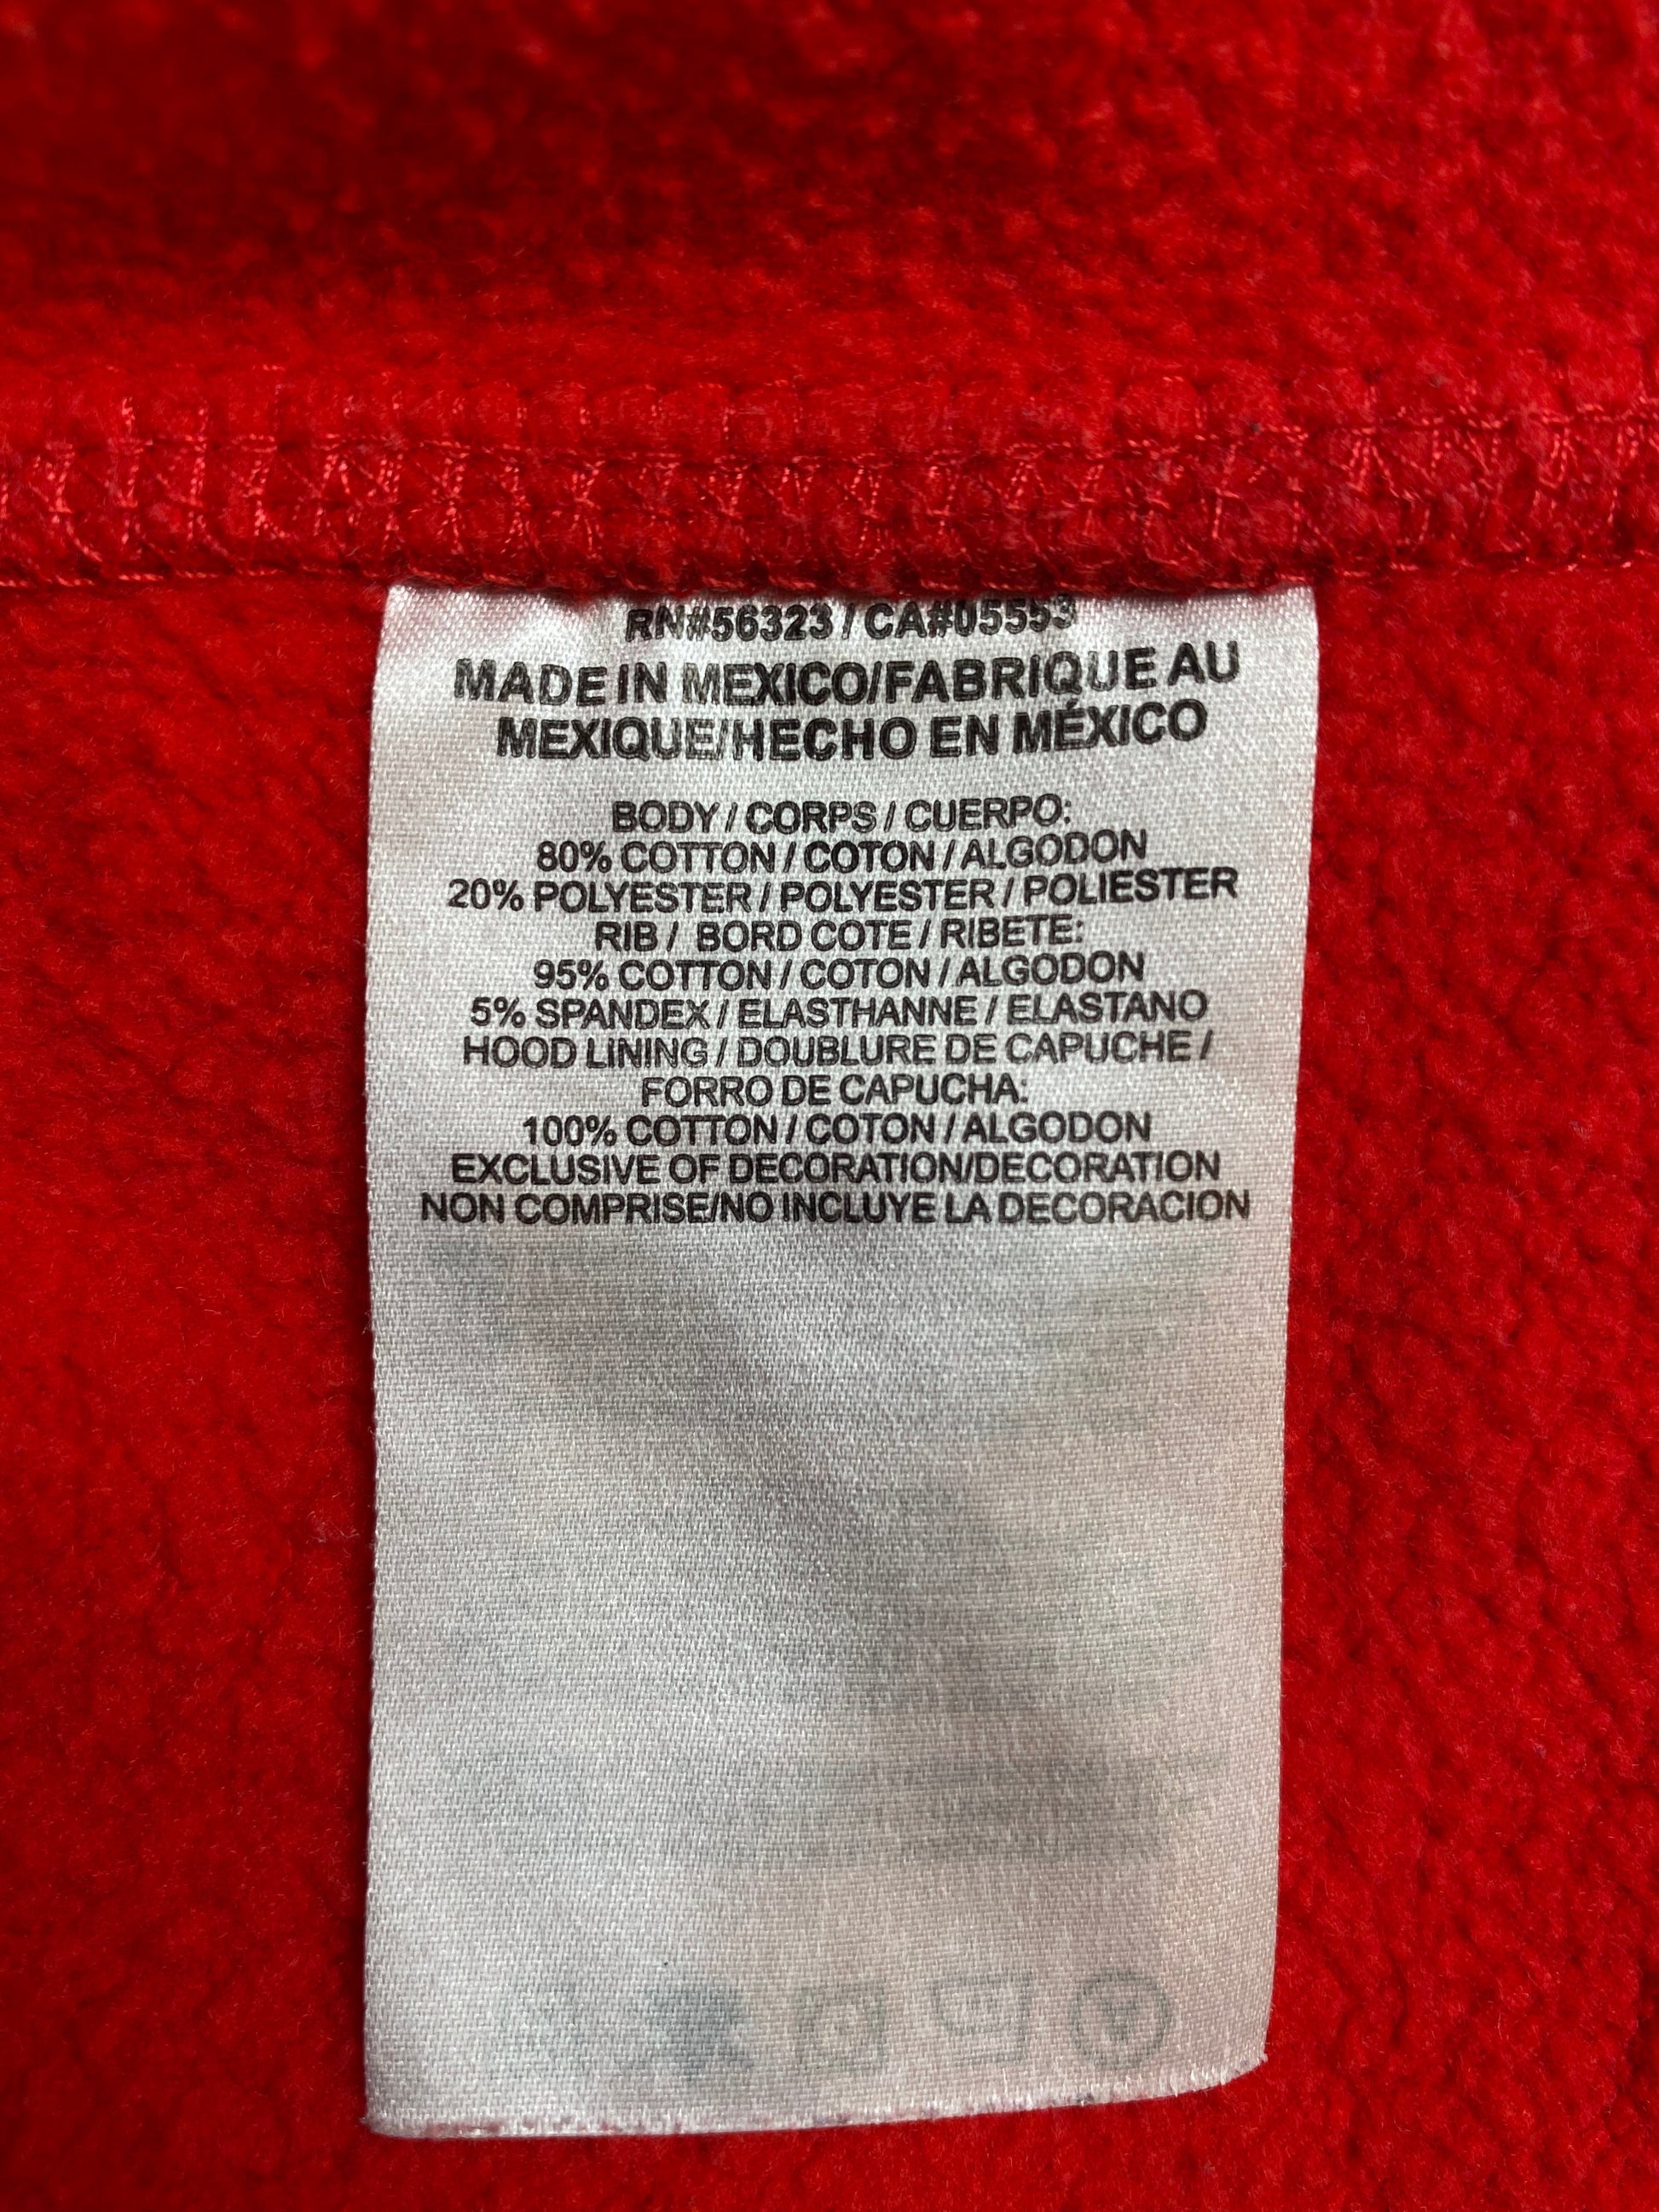 RN#56323 / CA#05553
MADE IN MEXICO/FABRIQUE AU
MEXIQUE/HECHO EN MÉXICO
BODY / CORPS / CUERPO:
80% COTTON / COTON / ALGODON
20% POLYESTER / POLYESTER / POLIESTER
RIB / BORD COTE / RIBETE:
95% COTTON / COTON / ALGODON
5% SPANDEX / ELASTHANNE / ELASTANO
HOOD LINING / DOUBLURE DE CAPUCHE /
FORRO DE CAPUCHA:
100% COTTON / COTON / ALGODON
EXCLUSIVE OF DECORATION/DECORATION
NON COMPRISE/NO INCLUYE LA DECORACION